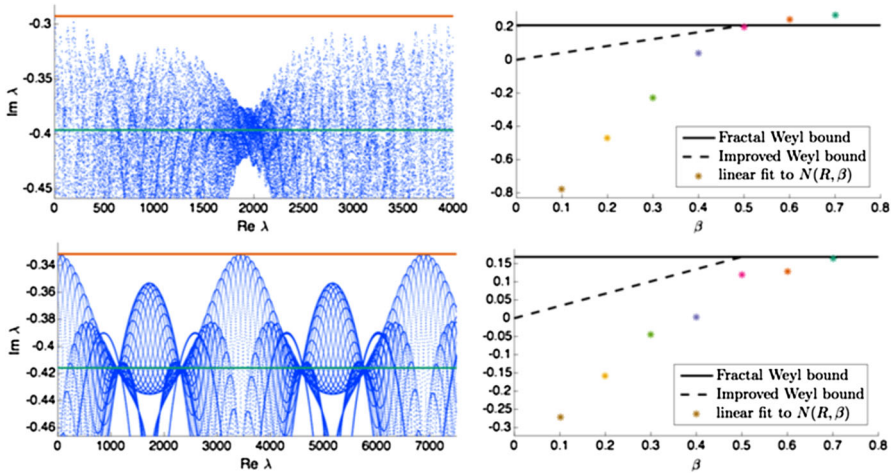 -0.3
-0.35
-0.4
-0.45
Im λ
0 500 1000 1500 2000 2500 3000 3500 4000
Re λ
0.2
0
-0.2
-0.4
-0.6
-0.8
Fractal Weyl bound
Improved Weyl bound
linear fit to N(R, β)
0 0.1 0.2 0.3 0.4 0.5 0.6 0.7 0.8
β
-0.34
-0.36
-0.38
-0.4
-0.42
-0.44
-0.46
Im λ
0 1000 2000 3000 4000 5000 6000 7000
Re λ
0.15
0.1
0.05
0
-0.05
-0.1
-0.15
-0.2
-0.25
-0.3
Fractal Weyl bound
Improved Weyl bound
linear fit to N(R, β)
0 0.1 0.2 0.3 0.4 0.5 0.6 0.7 0.8
β